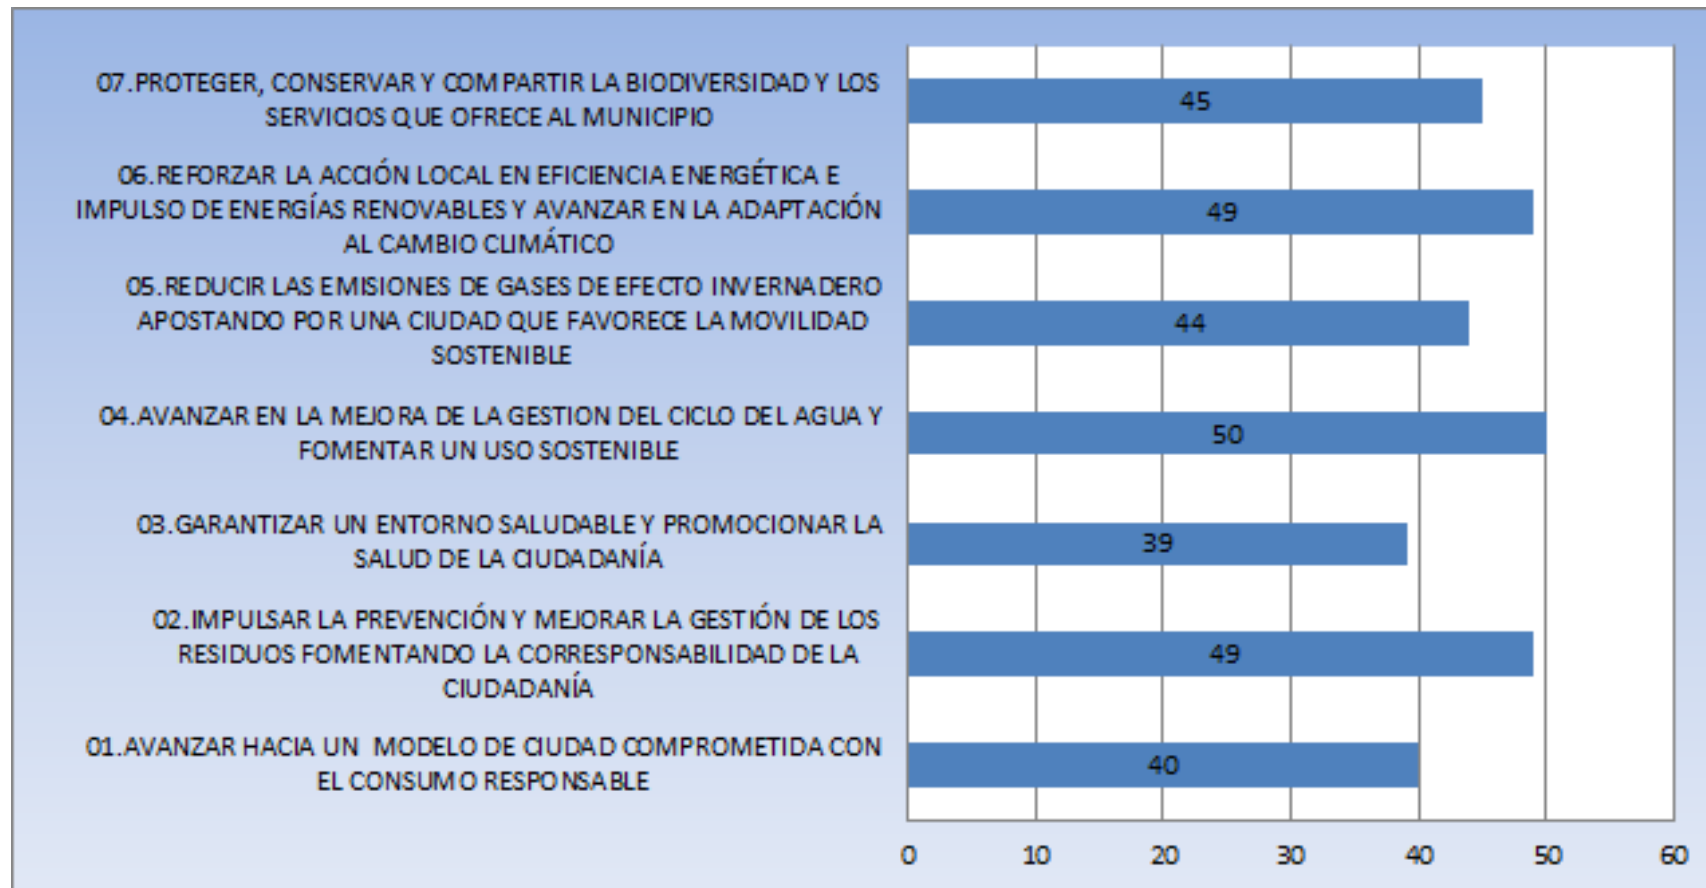 07.PROTEGER, CONSERVAR Y COMPARTIR LA BIODIVERSIDAD Y LOS
SERVICIOS QUE OFRECE AL MUNICIPIO
45
06.REFORZAR LA ACCIÓN LOCAL EN EFICIENCIA ENERGÉTICA E
IMPULSO DE ENERGÍAS RENOVABLES Y AVANZAR EN LA ADAPTACIÓN
AL CAMBIO CLIMÁTICO
49
05.REDUCIR LAS EMISIONES DE GASES DE EFECTO INVERNADERO
APOSTANDO POR UNA CIUDAD QUE FAVORECE LA MOVILIDAD
SOSTENIBLE
44
04.AVANZAR EN LA MEJORA DE LA GESTION DEL CICLO DEL AGUA Y
FOMENTAR UN USO SOSTENIBLE
50
03.GARANTIZAR UN ENTORNO SALUDABLE Y PROMOCIONAR LA
SALUD DE LA CIUDADANÍA
39
02.IMPULSAR LA PREVENCIÓN Y MEJORAR LA GESTIÓN DE LOS
RESIDUOS FOMENTANDO LA CORRESPONSABILIDAD DE LA
CIUDADANÍA
49
01.AVANZAR HACIA UN MODELO DE CIUDAD COMPROMETIDA CON
EL CONSUMO RESPONSABLE
40
0 10 20 30 40 50 60